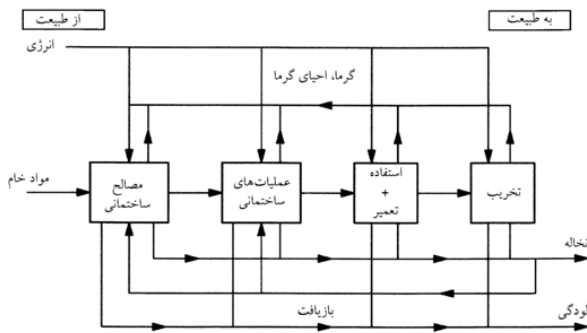 از طبیعت
به طبیعت
انرژی
گرما، احیای گرما
مواد خام
مصالح
ساختمانی
عملیات‌های
ساختمانی
استفاده
+
تعمیر
تخریب
نخاله
بازیافت